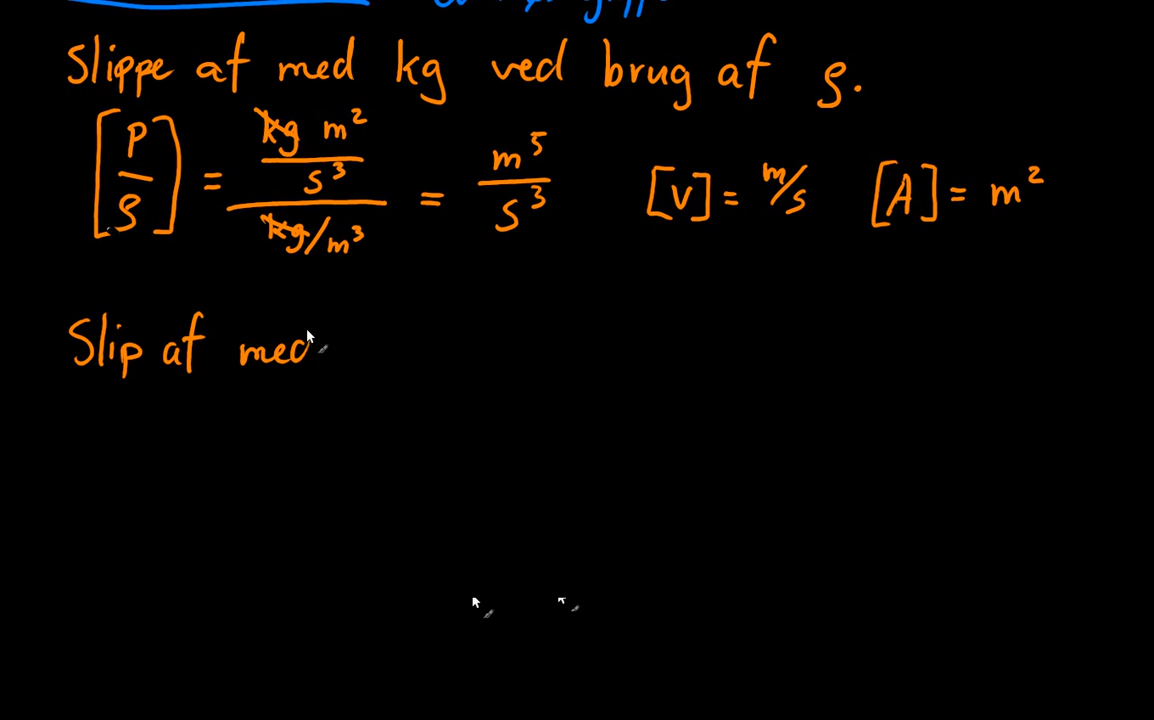 Slippe af med kg ved brug af ρ.
[P/ρ] = (kg m²/s³)/(kg/m³) = m⁵/s³ [v] = m/s [A] = m²
Slip af med